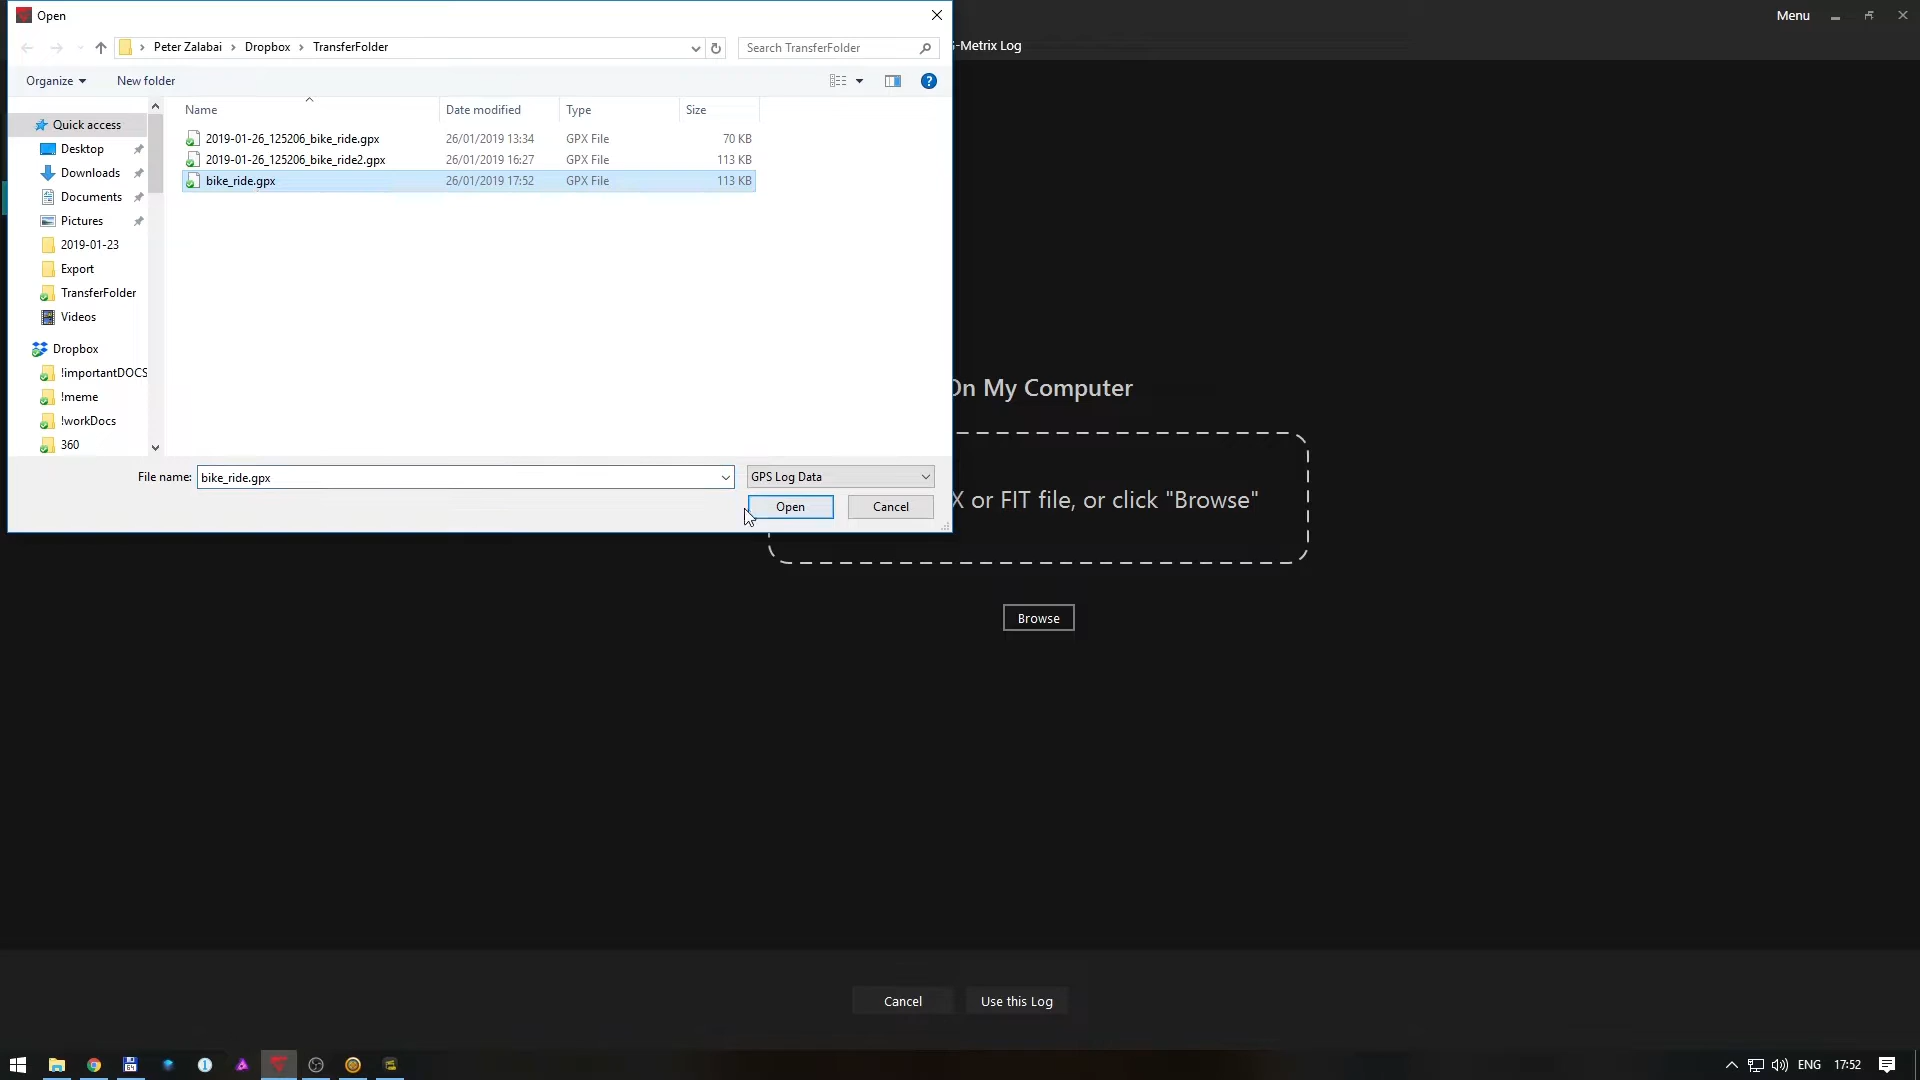 Open
Menu
Peter Zalabai > Dropbox > TransferFolder
Search TransferFolder
-Metrix Log
Organize
New folder
Name
Date modified
Type
Size
Quick access
Desktop
Downloads
Documents
Pictures
2019-01-23
Export
TransferFolder
Videos
Dropbox
!importantDOCS
!meme
!workDocs
360
2019-01-26_125206_bike_ride.gpx 26/01/2019 13:34 GPX File 70 KB
2019-01-26_125206_bike_ride2.gpx 26/01/2019 16:27 GPX File 113 KB
bike_ride.gpx 26/01/2019 17:52 GPX File 113 KB
On My Computer
File name: bike_ride.gpx
GPS Log Data
Open
Cancel
X or FIT file, or click "Browse"
Browse
Cancel
Use this Log
64
ENG
17:52